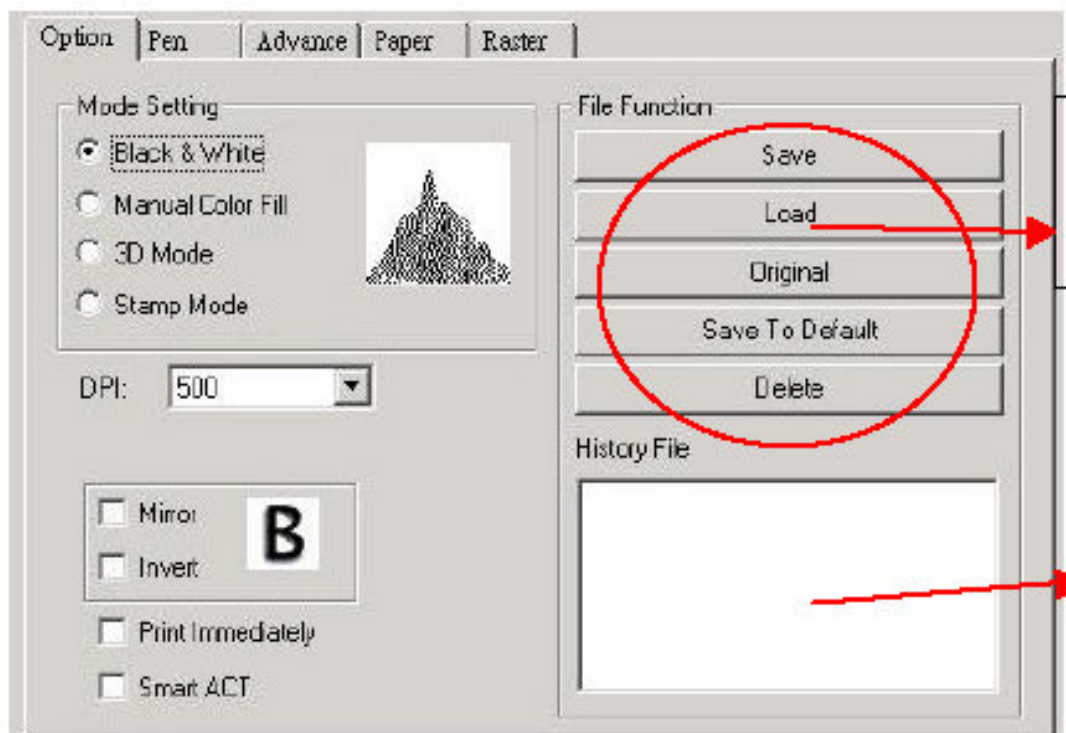 Option Pen Advance Paper Raster
Mode Setting
Black & White
Manual Color Fill
3D Mode
Stamp Mode
DPI: 500
Mirror
Invert
B
Print Immediately
Smart ACT
File Function
Save
Load
Original
Save To Default
Delete
History File